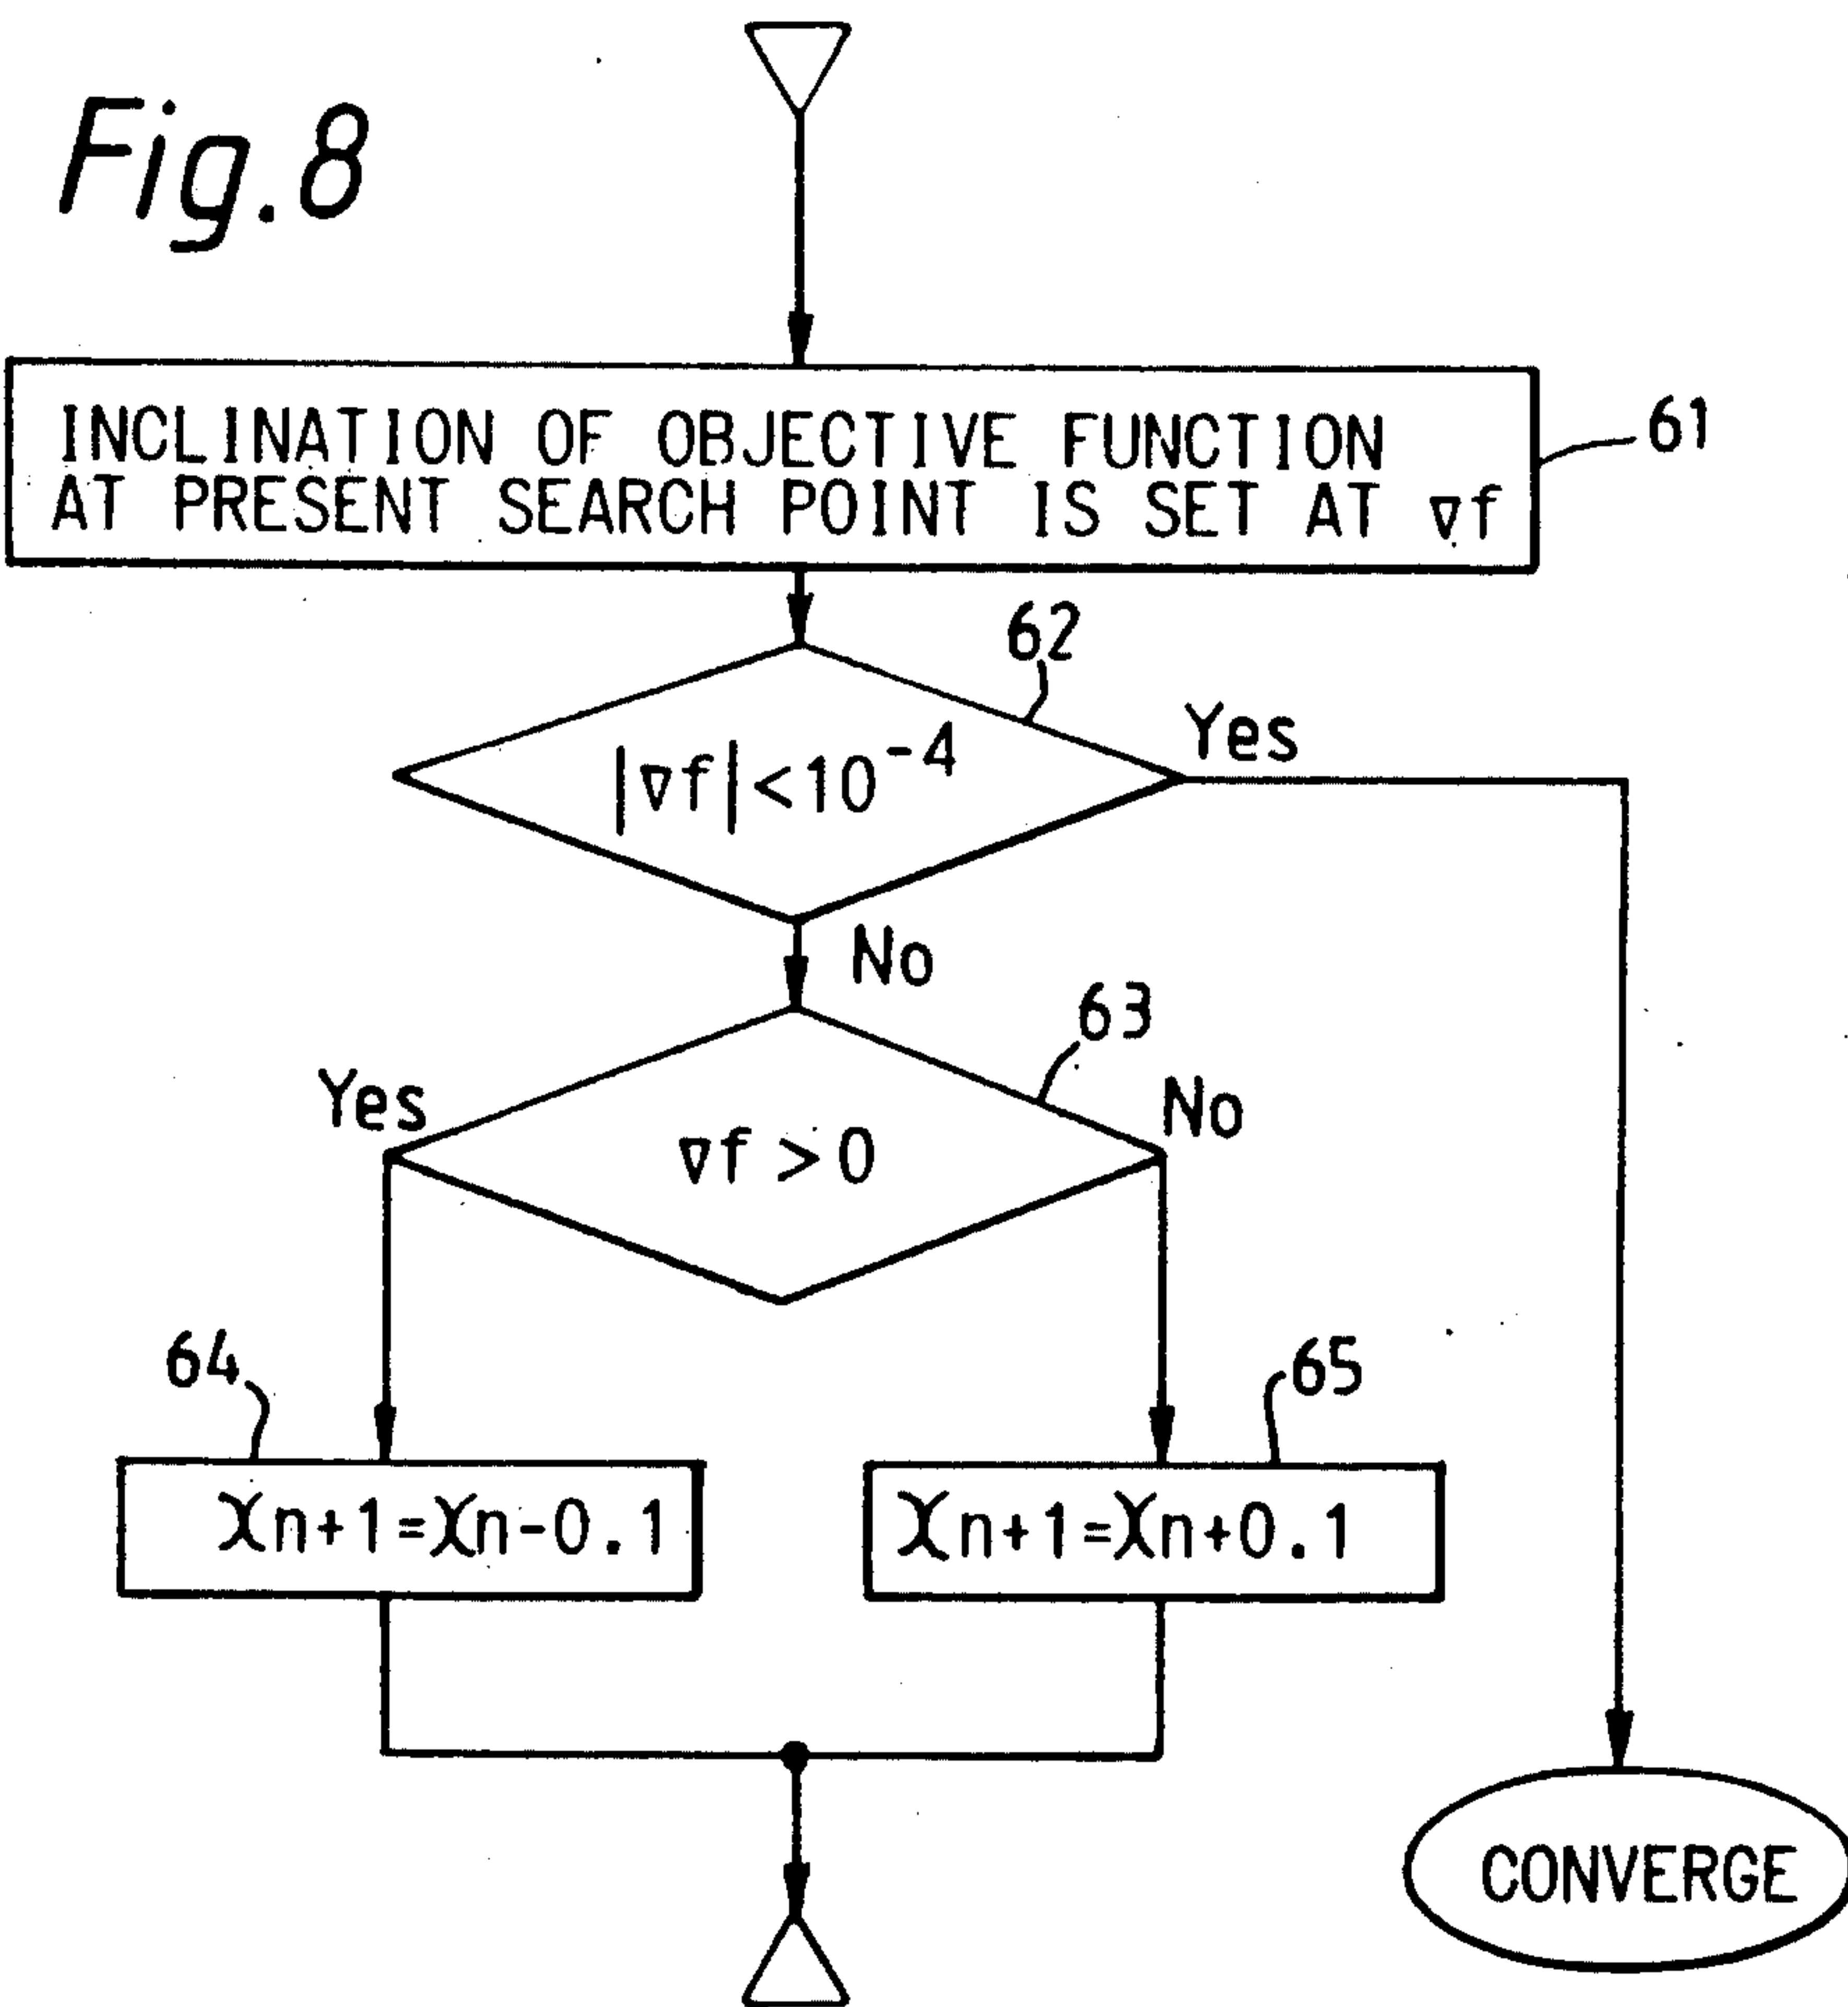 Fig.8
INCLINATION OF OBJECTIVE FUNCTION
AT PRESENT SEARCH POINT IS SET AT ∇f
61
62
|∇f|<10⁻⁴
Yes
No
63
Yes
∇f>0
No
64
65
Xn+1=Xn-0.1
Xn+1=Xn+0.1
CONVERGE